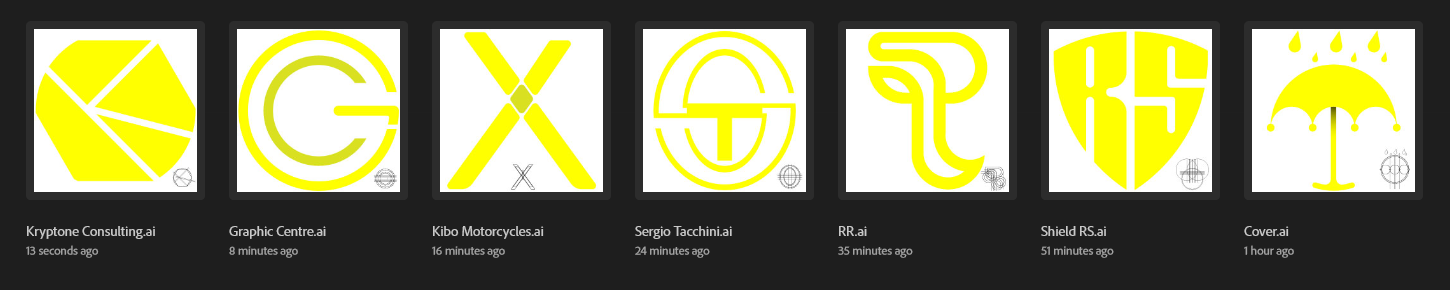 RS
Kryptone Consulting.ai
Graphic Centre.ai
Kibo Motorcycles.ai
Sergio Tacchini.ai
RR.ai
Shield RS.ai
Cover.ai
13 seconds ago
8 minutes ago
16 minutes ago
24 minutes ago
35 minutes ago
51 minutes ago
1 hour ago